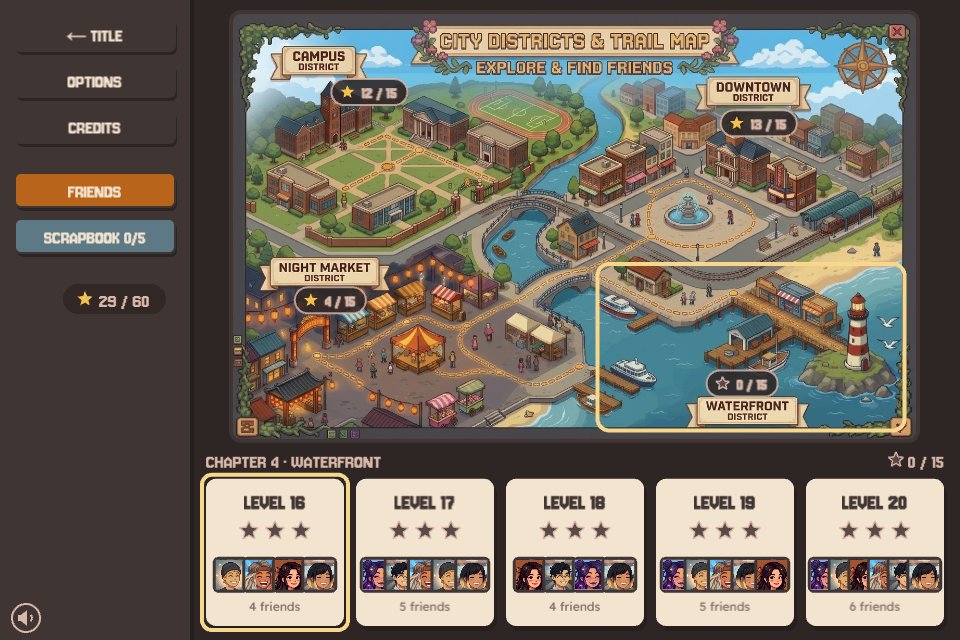 ← TITLE
OPTIONS
CREDITS
FRIENDS
SCRAPBOOK 0/5
29 / 60
CITY DISTRICTS & TRAIL MAP
EXPLORE & FIND FRIENDS
CAMPUS
DISTRICT
12 / 15
DOWNTOWN
DISTRICT
13 / 15
NIGHT MARKET
DISTRICT
4 / 15
0 / 15
WATERFRONT
DISTRICT
CHAPTER 4 · WATERFRONT
0 / 15
LEVEL 16
4 friends
LEVEL 17
5 friends
LEVEL 18
4 friends
LEVEL 19
5 friends
LEVEL 20
6 friends